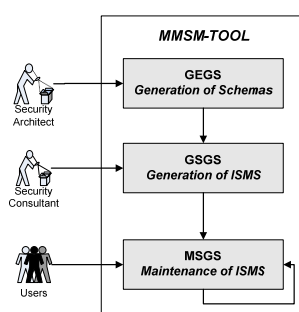 MMSM-TOOL
GEGS
Generation of Schemas
Security
Architect
GSGS
Generation of ISMS
Security
Consultant
MSGS
Maintenance of ISMS
Users